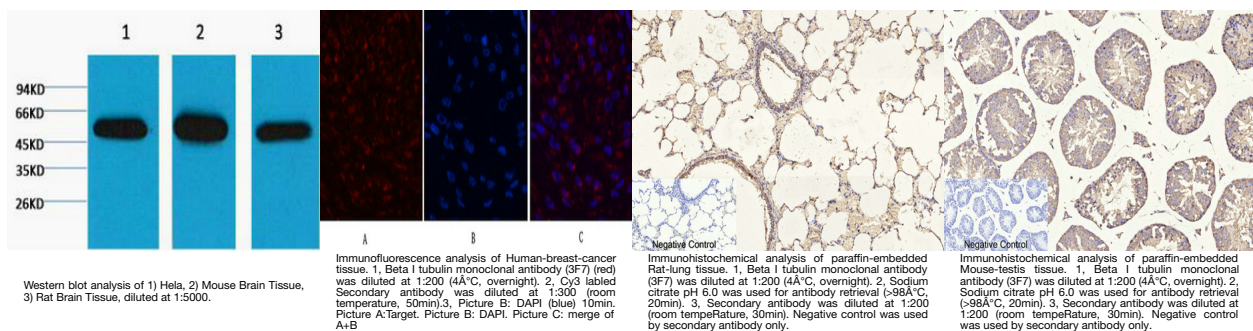 1 2 3
94KD
66KD
45KD
35KD
26KD
Western blot analysis of 1) Hela, 2) Mouse Brain Tissue,
3) Rat Brain Tissue, diluted at 1:5000.
A B C
Immunofluorescence analysis of Human-breast-cancer
tissue. 1, Beta I tubulin monoclonal antibody (3F7) (red)
was diluted at 1:200 (4Â°C, overnight). 2, Cy3 labled
Secondary antibody was diluted at 1:300 (room
temperature, 50min).3, Picture B: DAPI (blue) 10min.
Picture A:Target. Picture B: DAPI. Picture C: merge of
A+B
Negative Control
Immunohistochemical analysis of paraffin-embedded
Rat-lung tissue. 1, Beta I tubulin monoclonal antibody
(3F7) was diluted at 1:200 (4Â°C, overnight). 2, Sodium
citrate pH 6.0 was used for antibody retrieval (>98Â°C,
20min). 3, Secondary antibody was diluted at 1:200
(room tempeRature, 30min). Negative control was used
by secondary antibody only.
Negative Control
Immunohistochemical analysis of paraffin-embedded
Mouse-testis tissue. 1, Beta I tubulin monoclonal
antibody (3F7) was diluted at 1:200 (4Â°C, overnight). 2,
Sodium citrate pH 6.0 was used for antibody retrieval
(>98Â°C, 20min). 3, Secondary antibody was diluted at
1:200 (room tempeRature, 30min). Negative control
was used by secondary antibody only.